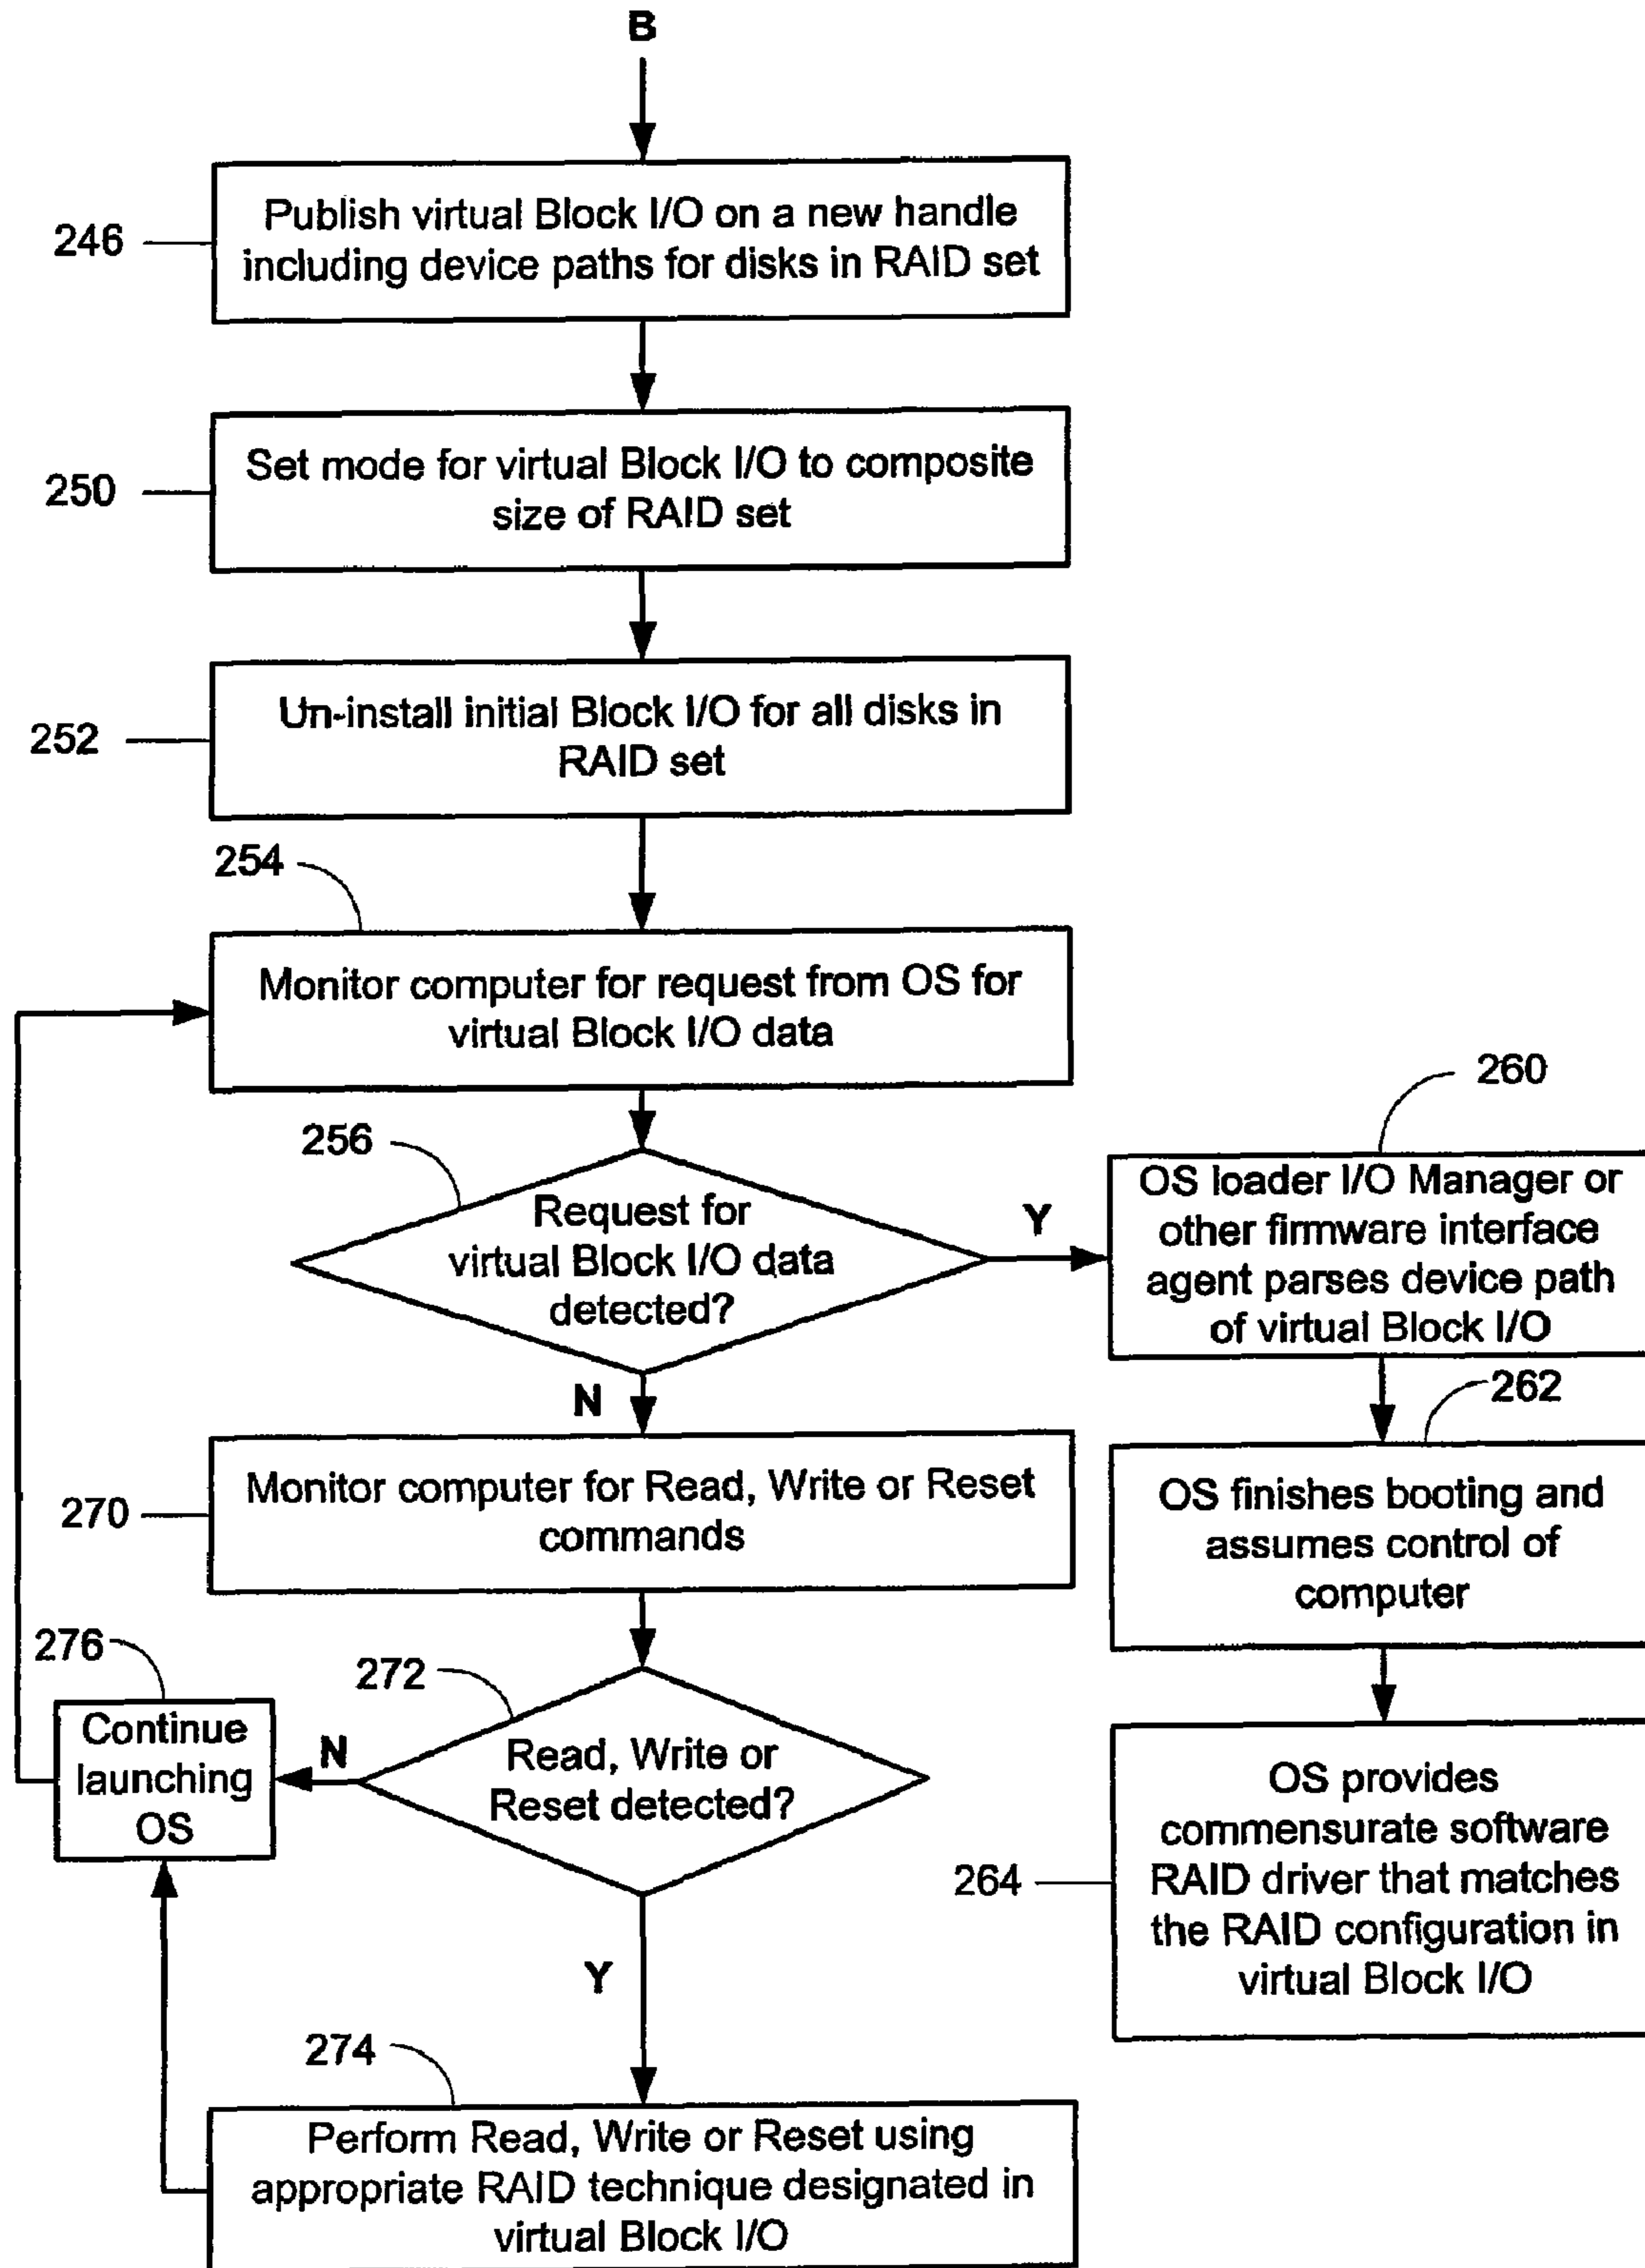 B
246
Publish virtual Block I/O on a new handle
including device paths for disks in RAID set
250
Set mode for virtual Block I/O to composite
size of RAID set
252
Un-install initial Block I/O for all disks in
RAID set
254
Monitor computer for request from OS for
virtual Block I/O data
256
Request for
virtual Block I/O data
detected?
Y
260
OS loader I/O Manager or
other firmware interface
agent parses device path
of virtual Block I/O
262
OS finishes booting and
assumes control of
computer
264
OS provides
commensurate software
RAID driver that matches
the RAID configuration in
virtual Block I/O
N
270
Monitor computer for Read, Write or Reset
commands
272
Read, Write or
Reset detected?
N
276
Continue
launching
OS
Y
274
Perform Read, Write or Reset using
appropriate RAID technique designated in
virtual Block I/O